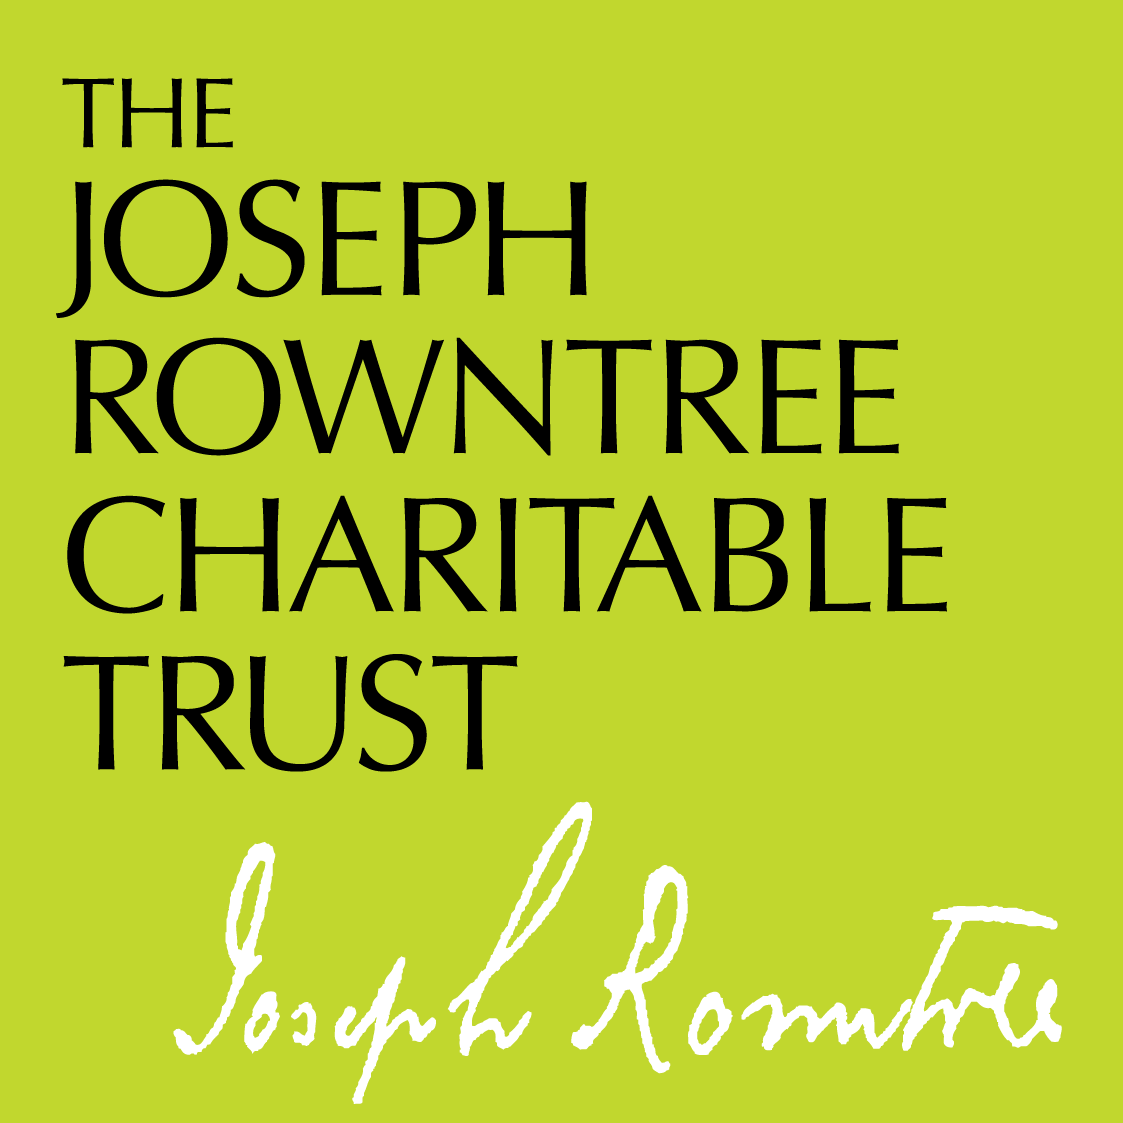 THE
JOSEPH
ROWNTREE
CHARITABLE
TRUST
Joseph Rowntree